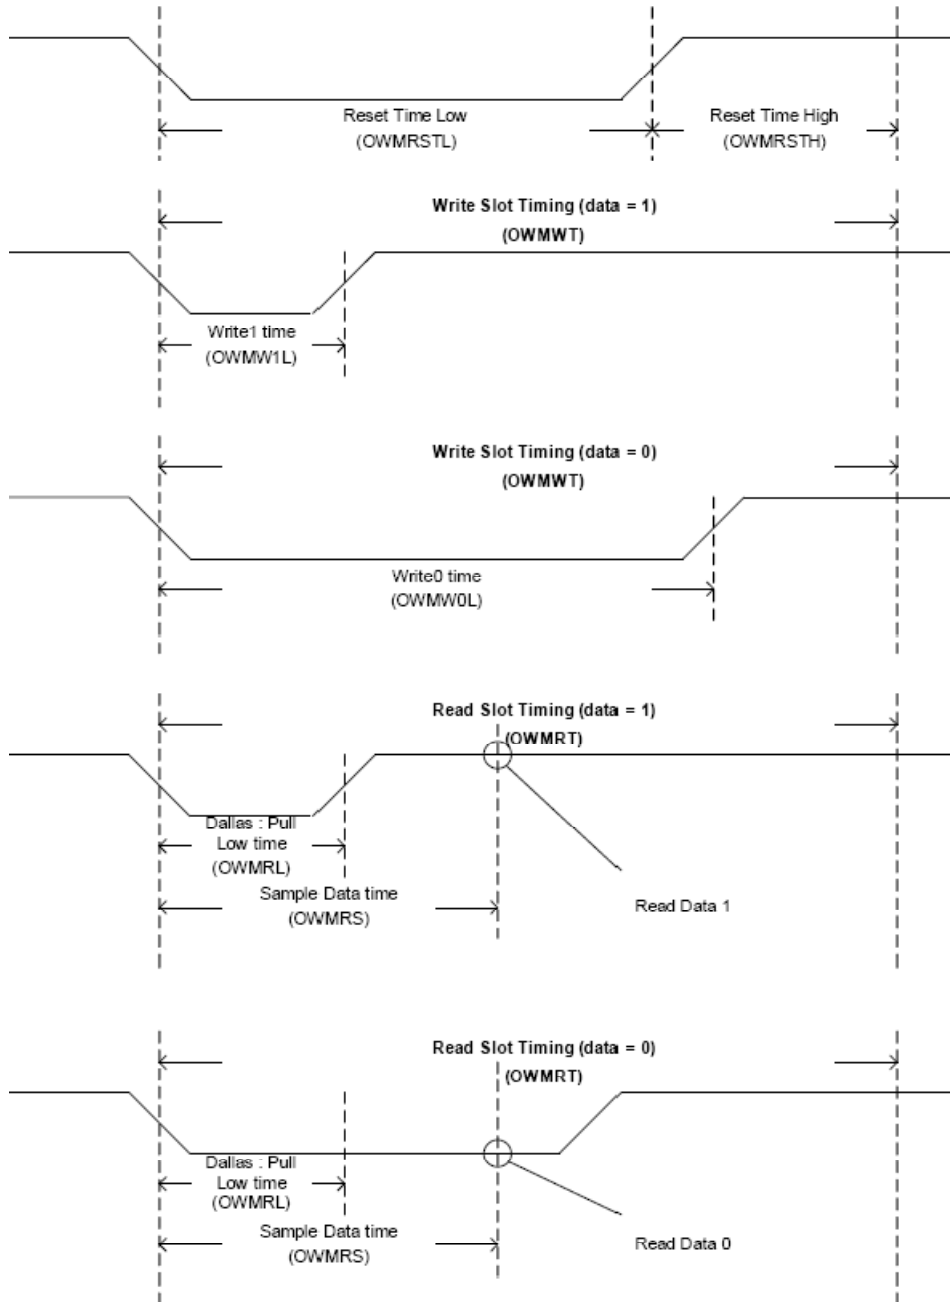 Reset Time Low
(OWMRSTL)
Reset Time High
(OWMRSTH)
Write Slot Timing (data = 1)
(OWMWT)
Write1 time
(OWMW1L)
Write Slot Timing (data = 0)
(OWMWT)
Write0 time
(OWMW0L)
Read Slot Timing (data = 1)
(OWMRT)
Dallas : Pull
Low time
(OWMRL)
Sample Data time
(OWMRS)
Read Data 1
Read Slot Timing (data = 0)
(OWMRT)
Dallas : Pull
Low time
(OWMRL)
Sample Data time
(OWMRS)
Read Data 0